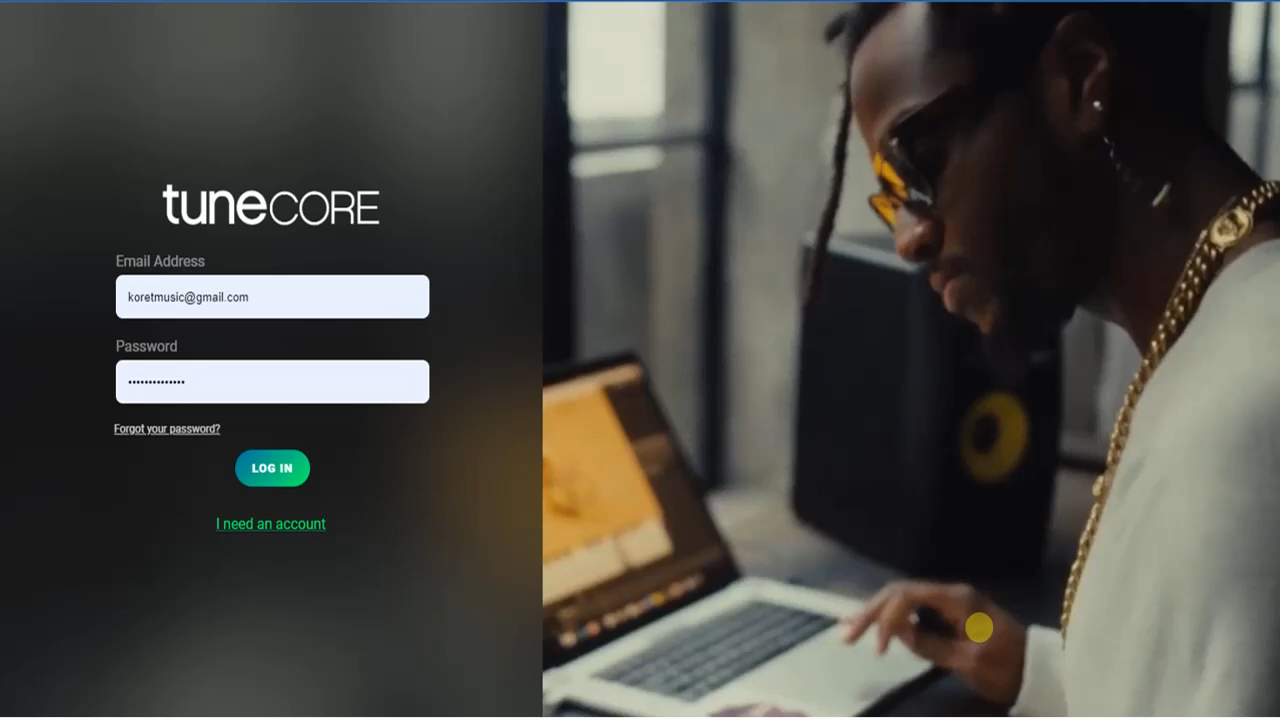 tuneCORE
Email Address
koretmusic@gmail.com
Password
••••••••••••••
Forgot your password?
LOG IN
I need an account